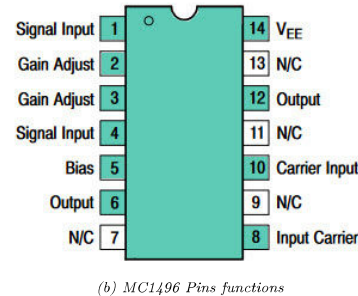 Signal Input 1 14 VEE
Gain Adjust 2 13 N/C
Gain Adjust 3 12 Output
Signal Input 4 11 N/C
Bias 5 10 Carrier Input
Output 6 9 N/C
N/C 7 8 Input Carrier
(b) MC1496 Pins functions